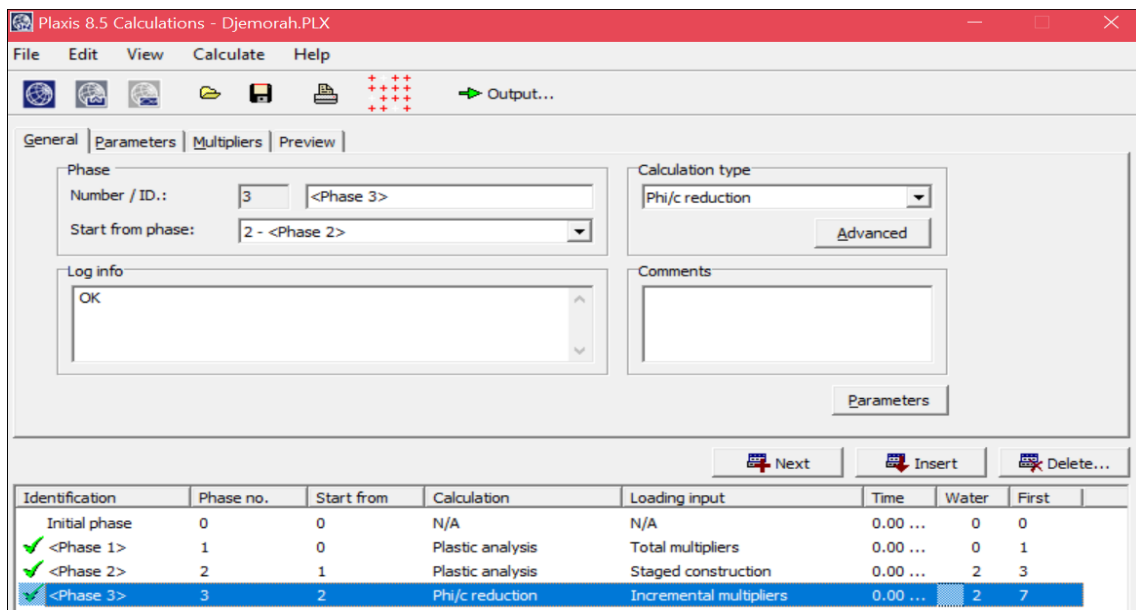 Plaxis 8.5 Calculations - Djemorah.PLX
File Edit View Calculate Help
Output...
General Parameters Multipliers Preview
Phase
Number / ID.: 3 <Phase 3>
Start from phase: 2 - <Phase 2>
Calculation type
Phi/c reduction
Advanced
Log info
OK
Comments
Parameters
Next Insert Delete...
Identification Phase no. Start from Calculation Loading input Time Water First
Initial phase 0 0 N/A N/A 0.00 ... 0 0
<Phase 1> 1 0 Plastic analysis Total multipliers 0.00 ... 0 1
<Phase 2> 2 1 Plastic analysis Staged construction 0.00 ... 2 3
<Phase 3> 3 2 Phi/c reduction Incremental multipliers 0.00 ... 2 7